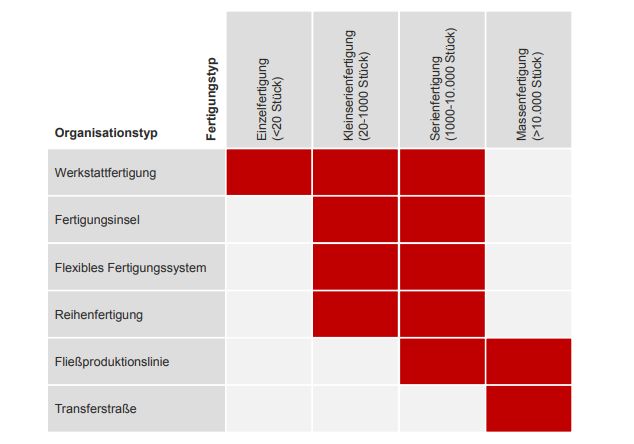 Organisationstyp
Fertigungstyp
Einzelfertigung
(<20 Stück)
Kleinserienfertigung
(20-1000 Stück)
Serienfertigung
(1000-10.000 Stück)
Massenfertigung
(>10.000 Stück)
Werkstattfertigung
Fertigungsinsel
Flexibles Fertigungssystem
Reihenfertigung
Fließproduktionslinie
Transferstraße